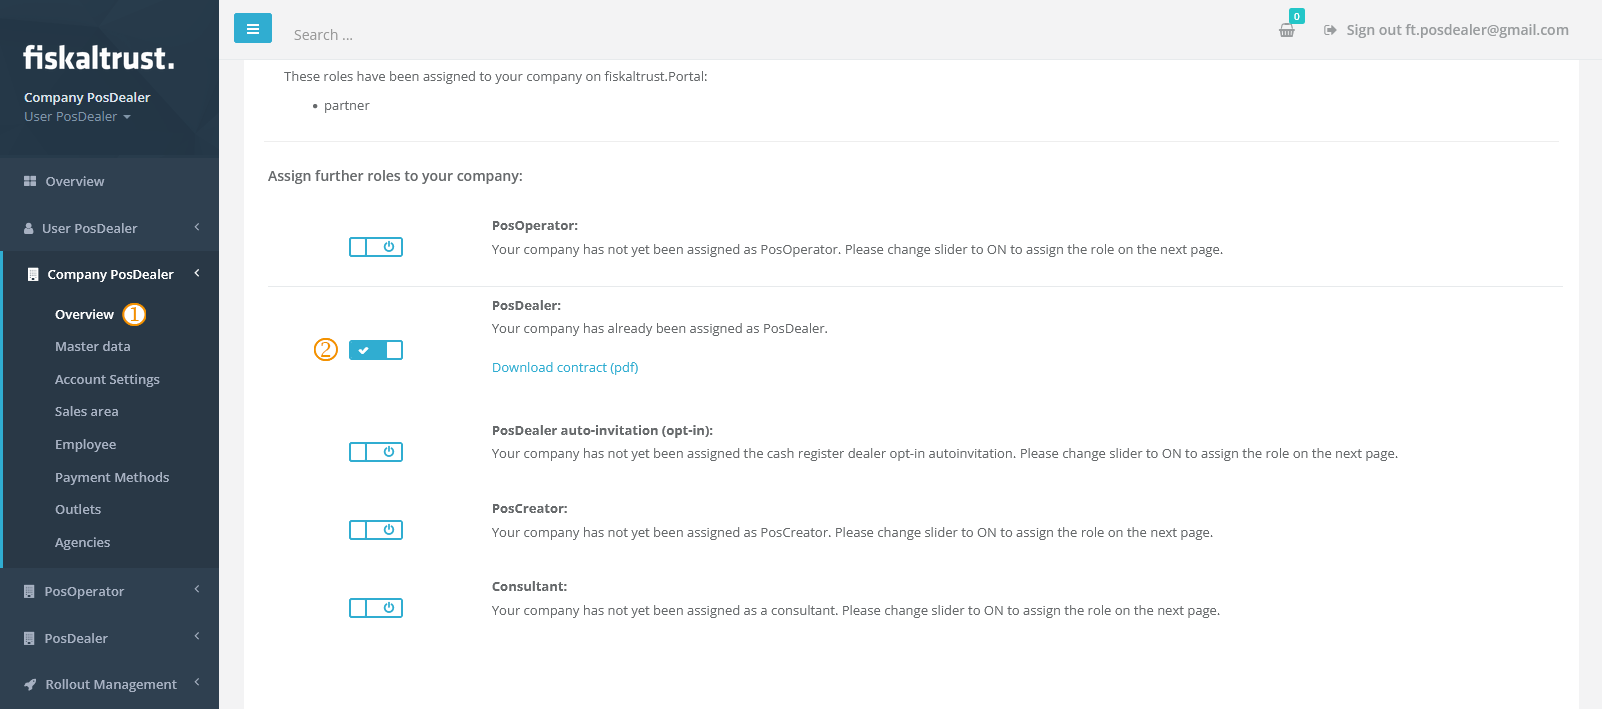 fiskaltrust.
Company PosDealer
User PosDealer
Overview
User PosDealer
Company PosDealer
Overview 1
Master data
Account Settings
Sales area
Employee
Payment Methods
Outlets
Agencies
PosOperator
PosDealer
Rollout Management
Search ...
0
Sign out ft.posdealer@gmail.com
These roles have been assigned to your company on fiskaltrust.Portal:
• partner
Assign further roles to your company:
PosOperator:
Your company has not yet been assigned as PosOperator. Please change slider to ON to assign the role on the next page.
2
PosDealer:
Your company has already been assigned as PosDealer.
Download contract (pdf)
PosDealer auto-invitation (opt-in):
Your company has not yet been assigned the cash register dealer opt-in autoinvitation. Please change slider to ON to assign the role on the next page.
PosCreator:
Your company has not yet been assigned as PosCreator. Please change slider to ON to assign the role on the next page.
Consultant:
Your company has not yet been assigned as a consultant. Please change slider to ON to assign the role on the next page.